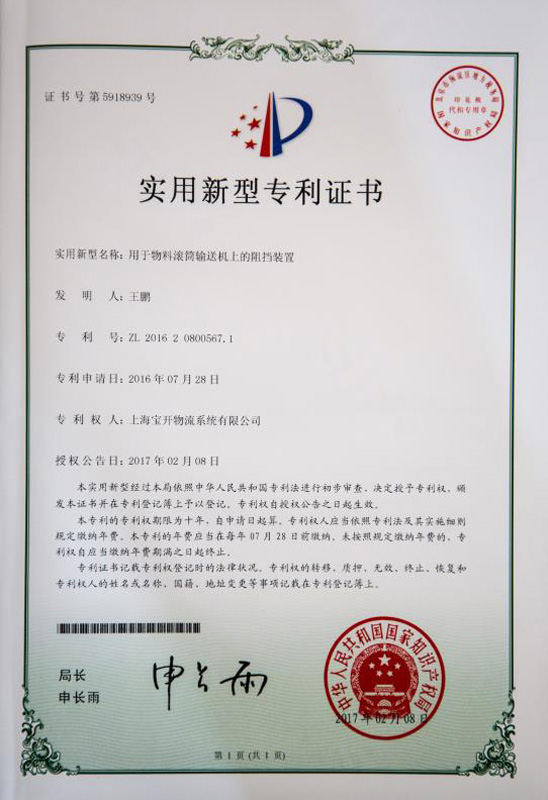 证书号第5918939号
印花税
代扣专用章
国家知识产权局
实用新型专利证书
实用新型名称：用于物料滚筒输送机上的阻挡装置
发明人：王鹏
专利号：ZL 2016 2 0800567.1
专利申请日：2016年07月28日
专利权人：上海宝开物流系统有限公司
授权公告日：2017年02月08日
本实用新型经过本局依照中华人民共和国专利法进行初步审查，决定授予专利权，颁
发本证书并在专利登记簿上予以登记。专利权自授权公告之日起生效。
本专利的专利权期限为十年，自申请日起算。专利权人应当依照专利法及其实施细则
规定缴纳年费。本专利的年费应当在每年07月28日前缴纳。未按照规定缴纳年费的，专
利权自应当缴纳年费期满之日起终止。
专利证书记载专利权登记时的法律状况。专利权的转移、质押、无效、终止、恢复和
专利权人的姓名或名称、国籍、地址变更等事项记载在专利登记簿上。
局长
申长雨
申长雨
中华人民共和国国家知识产权局
2017年02月08日
第1页(共1页)